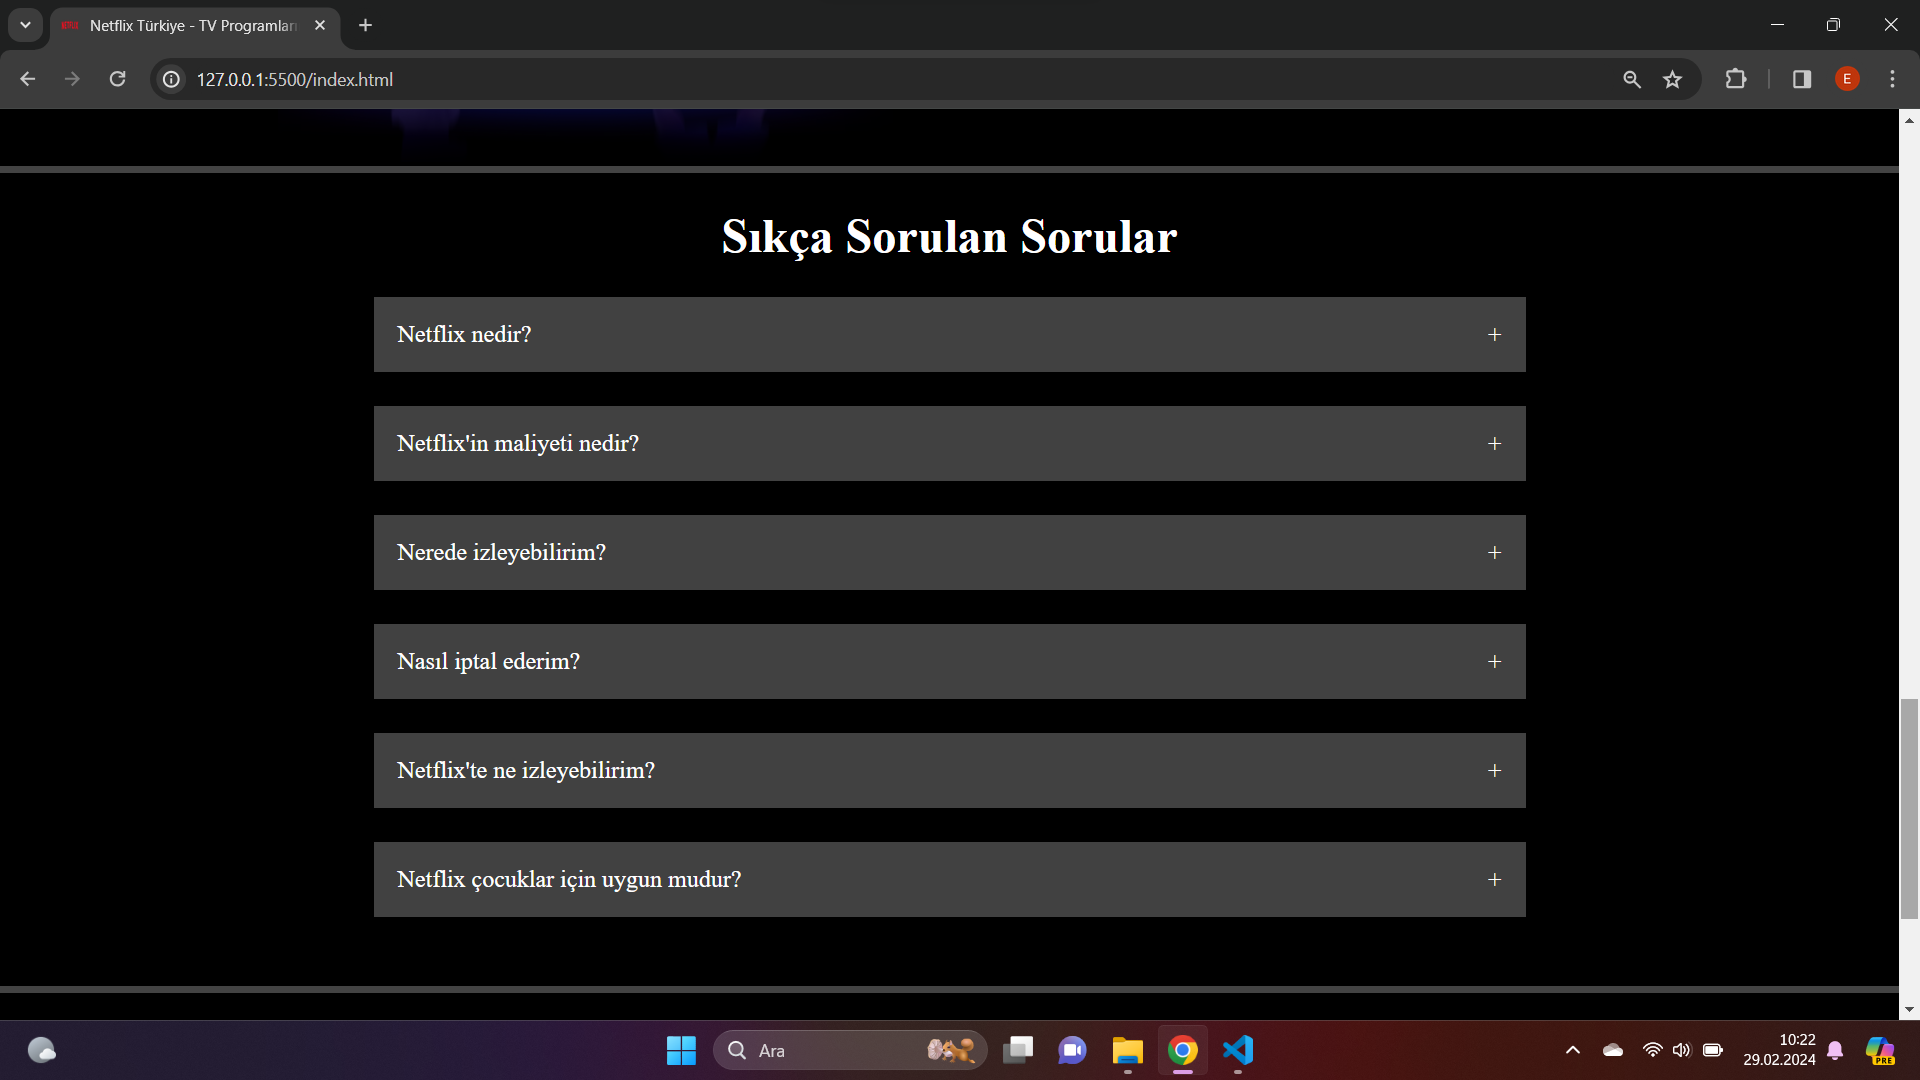 Netflix Türkiye - TV Programları
127.0.0.1:5500/index.html
E
Sıkça Sorulan Sorular
Netflix nedir? +
Netflix'in maliyeti nedir? +
Nerede izleyebilirim? +
Nasıl iptal ederim? +
Netflix'te ne izleyebilirim? +
Netflix çocuklar için uygun mudur? +
Ara
10:22
29.02.2024
PRE